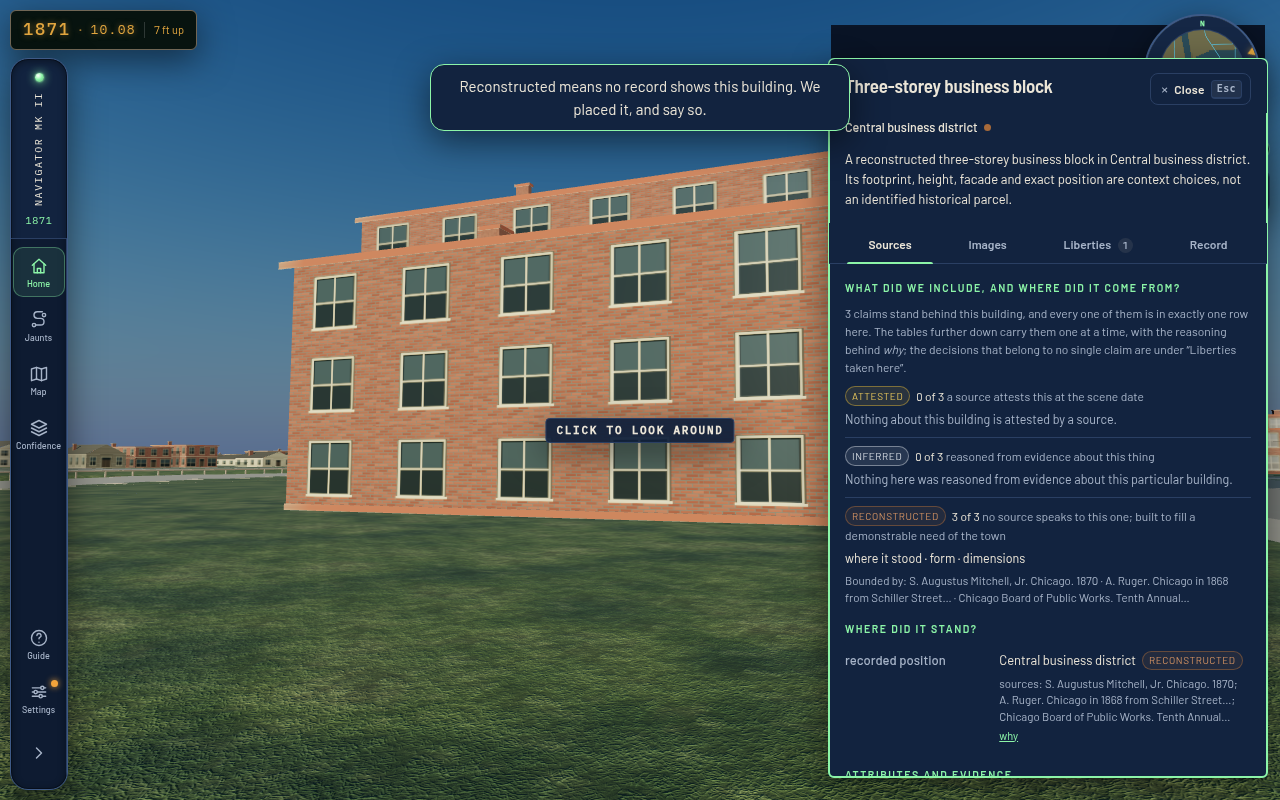 1871 · 10.08 7 ft up
NAVIGATOR MK II
1871
Home
Jaunts
Map
Confidence
Guide
Settings
Reconstructed means no record shows this building. We
placed it, and say so.
CLICK TO LOOK AROUND
N
Three-storey business block
× Close Esc
Central business district
A reconstructed three-storey business block in Central business district.
Its footprint, height, facade and exact position are context choices, not
an identified historical parcel.
Sources Images Liberties 1 Record
WHAT DID WE INCLUDE, AND WHERE DID IT COME FROM?
3 claims stand behind this building, and every one of them is in exactly one row
here. The tables further down carry them one at a time, with the reasoning
behind why; the decisions that belong to no single claim are under “Liberties
taken here”.
ATTESTED 0 of 3 a source attests this at the scene date
Nothing about this building is attested by a source.
INFERRED 0 of 3 reasoned from evidence about this thing
Nothing here was reasoned from evidence about this particular building.
RECONSTRUCTED 3 of 3 no source speaks to this one; built to fill a
demonstrable need of the town
where it stood · form · dimensions
Bounded by: S. Augustus Mitchell, Jr. Chicago. 1870 · A. Ruger. Chicago in 1868
from Schiller Street… · Chicago Board of Public Works. Tenth Annual…
WHERE DID IT STAND?
recorded position Central business district RECONSTRUCTED
sources: S. Augustus Mitchell, Jr. Chicago. 1870;
A. Ruger. Chicago in 1868 from Schiller Street…;
Chicago Board of Public Works. Tenth Annual…
why
ATTRIBUTES AND EVIDENCE